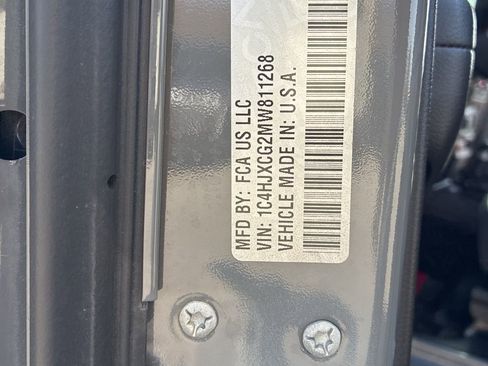 MFD BY: FCA US LLC
VIN: 1C4HJXCG2MW811268
VEHICLE MADE IN: U.S.A.